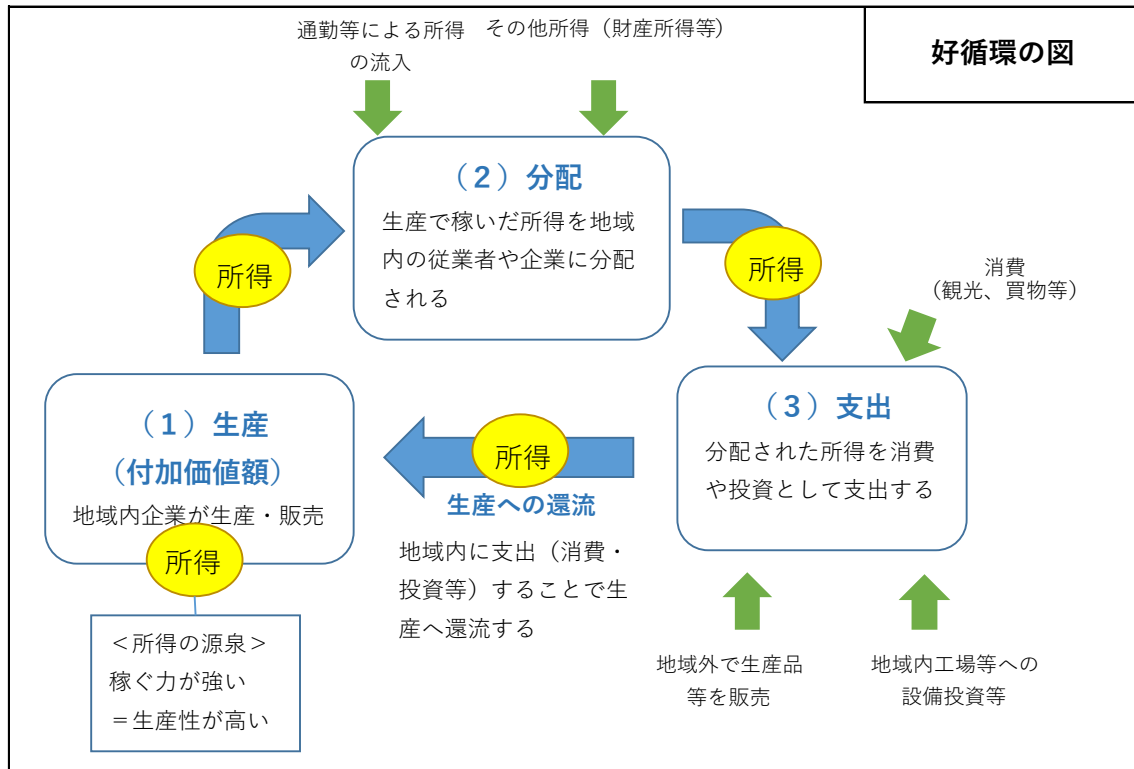 好循環の図
通勤等による所得
の流入
その他所得（財産所得等）
（２）分配
生産で稼いだ所得を地域
内の従業者や企業に分配
される
所得
所得
消費
（観光、買物等）
（１）生産
（付加価値額）
地域内企業が生産・販売
所得
＜所得の源泉＞
稼ぐ力が強い
＝生産性が高い
所得
生産への還流
地域内に支出（消費・
投資等）することで生
産へ還流する
（３）支出
分配された所得を消費
や投資として支出する
地域外で生産品
等を販売
地域内工場等への
設備投資等